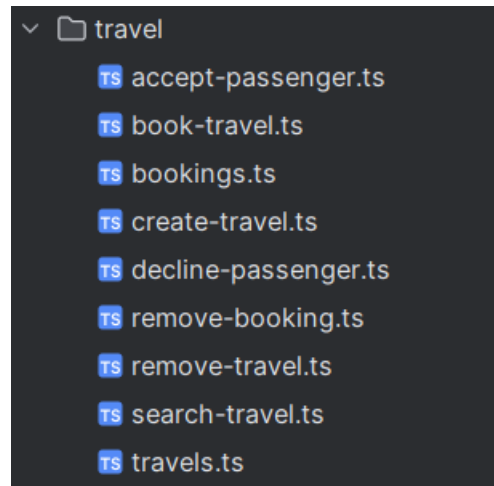 travel
TS accept-passenger.ts
TS book-travel.ts
TS bookings.ts
TS create-travel.ts
TS decline-passenger.ts
TS remove-booking.ts
TS remove-travel.ts
TS search-travel.ts
TS travels.ts